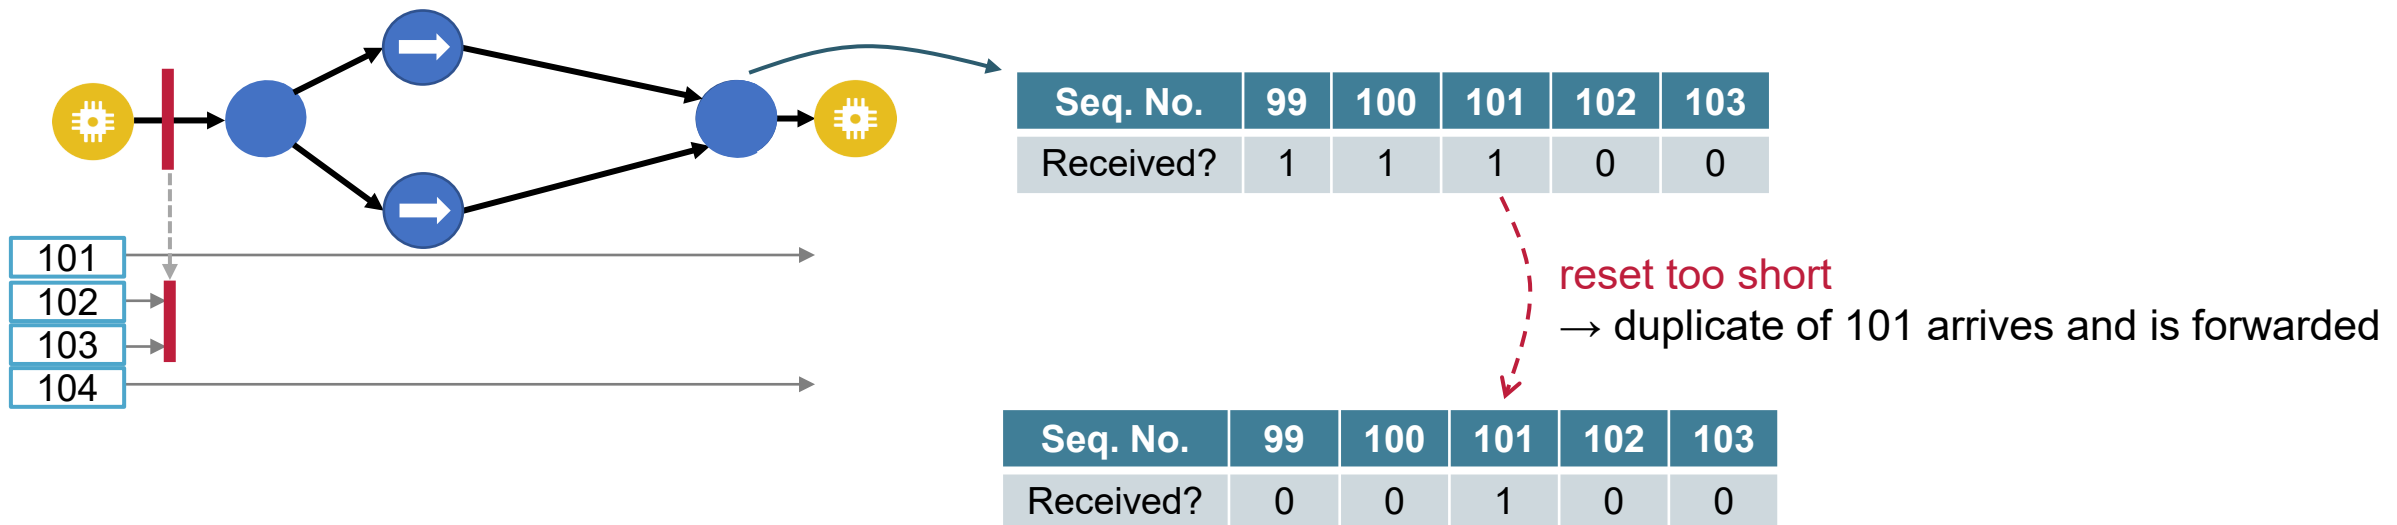 Seq. No. 99 100 101 102 103
Received? 1 1 1 0 0
101
102
103
104
reset too short
→ duplicate of 101 arrives and is forwarded
Seq. No. 99 100 101 102 103
Received? 0 0 1 0 0